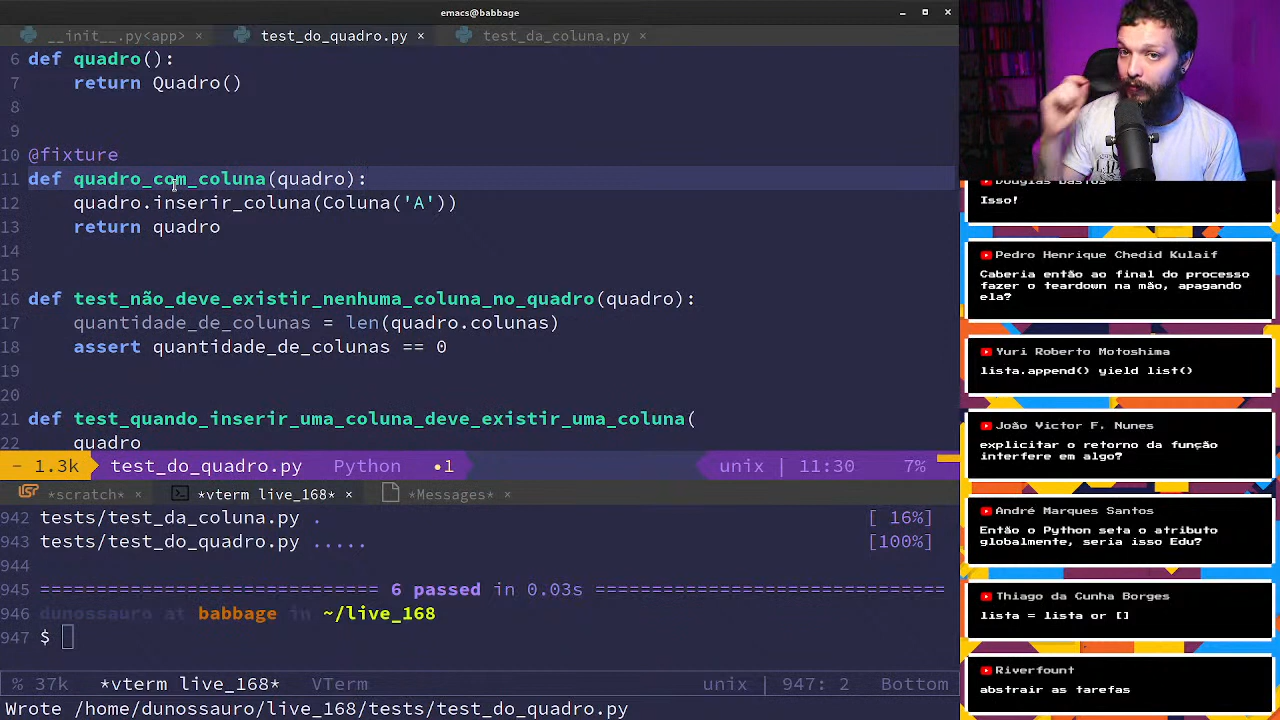 emacs@babbage
__init__.py<app> ×
test_do_quadro.py ×
test_da_coluna.py ×
6 def quadro():
7 return Quadro()
8
9
10 @fixture
11 def quadro_com_coluna(quadro):
12 quadro.inserir_coluna(Coluna('A'))
13 return quadro
14
15
16 def test_não_deve_existir_nenhuma_coluna_no_quadro(quadro):
17 quantidade_de_colunas = len(quadro.colunas)
18 assert quantidade_de_colunas == 0
19
20
21 def test_quando_inserir_uma_coluna_deve_existir_uma_coluna(
22 quadro
- 1.3k test_do_quadro.py Python •1 unix | 11:30 7%
*scratch* × *vterm live_168* × *Messages* ×
942 tests/test_da_coluna.py . [ 16%]
943 tests/test_do_quadro.py ..... [100%]
944
945 ============================= 6 passed in 0.03s ==============================
946 dunossauro at babbage in ~/live_168
947 $
% 37k *vterm live_168* VTerm unix | 947: 2 Bottom
Wrote /home/dunossauro/live_168/tests/test_do_quadro.py
Douglas Bastos
Isso!
Pedro Henrique Chedid Kulaif
Caberia então ao final do processo
fazer o teardown na mão, apagando
ela?
Yuri Roberto Motoshima
lista.append() yield list()
João Victor F. Nunes
explicitar o retorno da função
interfere em algo?
André Marques Santos
Então o Python seta o atributo
globalmente, seria isso Edu?
Thiago da Cunha Borges
lista = lista or []
Riverfount
abstrair as tarefas